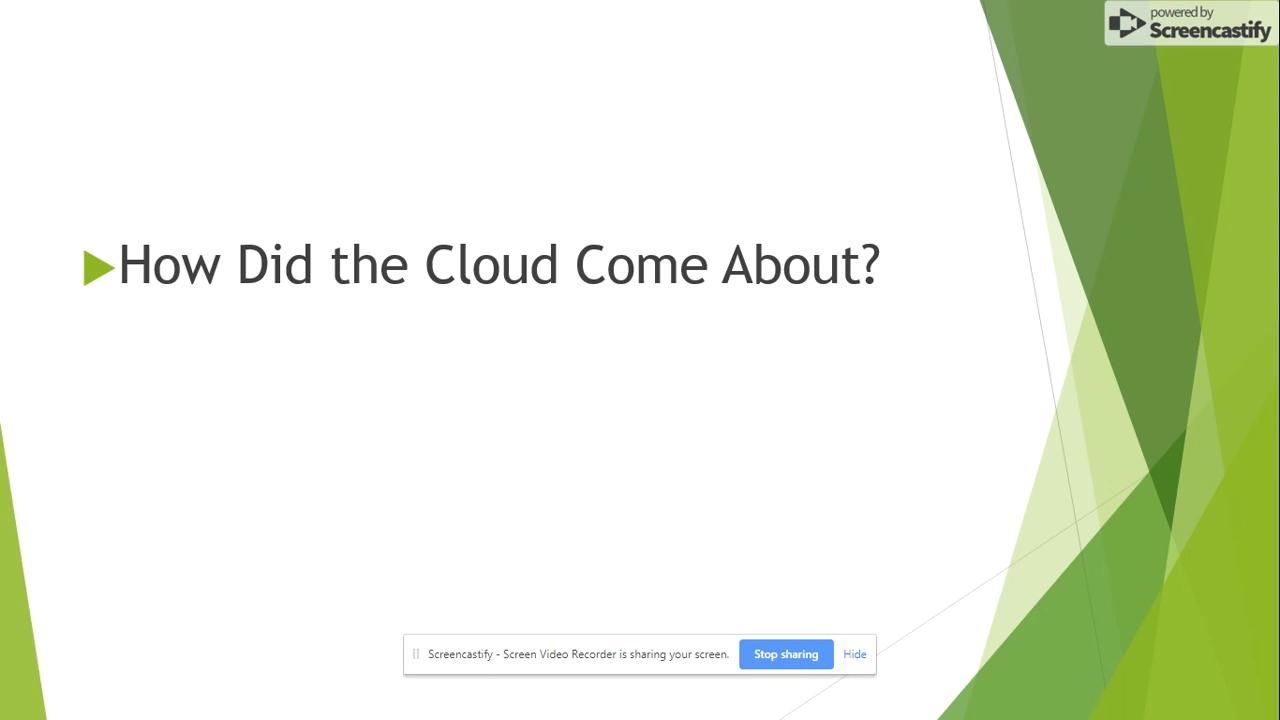 powered by
Screencastify
How Did the Cloud Come About?
Screencastify - Screen Video Recorder is sharing your screen. Stop sharing Hide